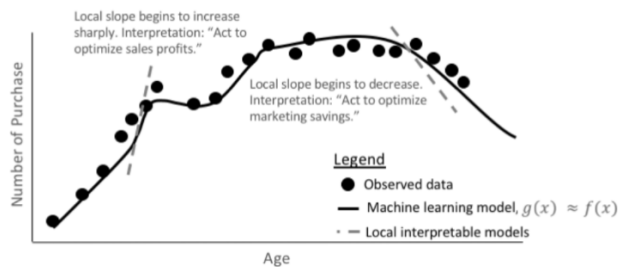 Local slope begins to increase
sharply. Interpretation: “Act to
optimize sales profits.”
Local slope begins to decrease.
Interpretation: “Act to optimize
marketing savings.”
Number of Purchase
Legend
Observed data
Machine learning model, g(x) ≈ f(x)
Local interpretable models
Age